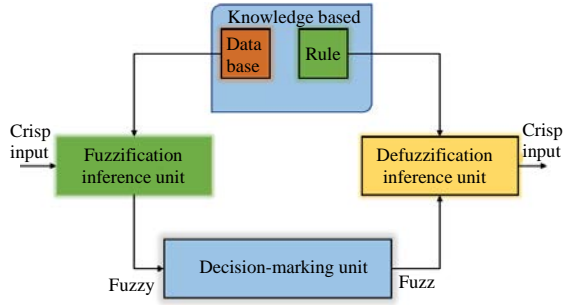 Knowledge based
Data
base
Rule
Crisp
input
Fuzzification
inference unit
Defuzzification
inference unit
Crisp
input
Fuzzy
Decision-marking unit
Fuzz